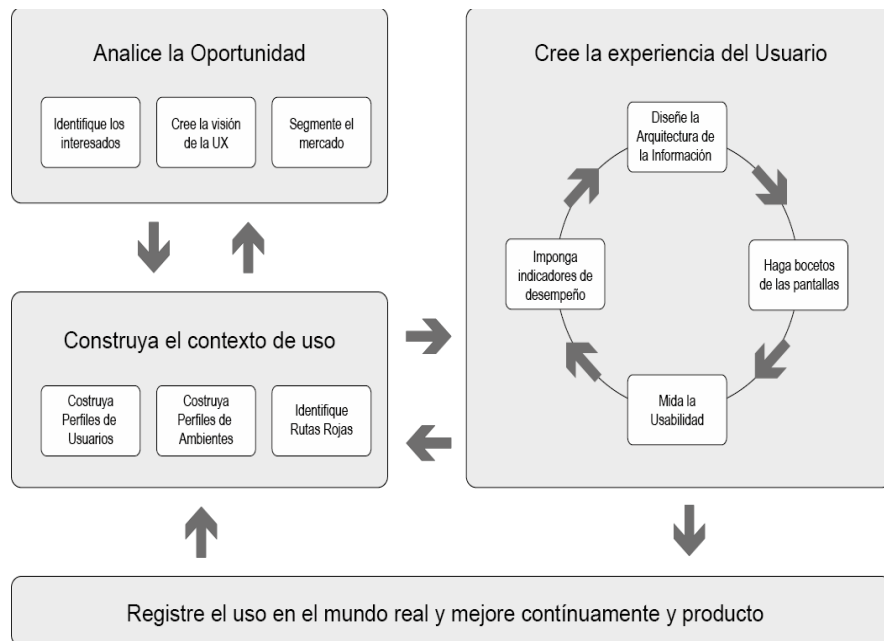 Analice la Oportunidad
Identifique los
interesados
Cree la visión
de la UX
Segmente el
mercado
Construya el contexto de uso
Costruya
Perfiles de
Usuarios
Costruya
Perfiles de
Ambientes
Identifique
Rutas Rojas
Cree la experiencia del Usuario
Diseñe la
Arquitectura de
la Información
Haga bocetos
de las pantallas
Mida la
Usabilidad
Imponga
indicadores de
desempeño
Registre el uso en el mundo real y mejore contínuamente y producto